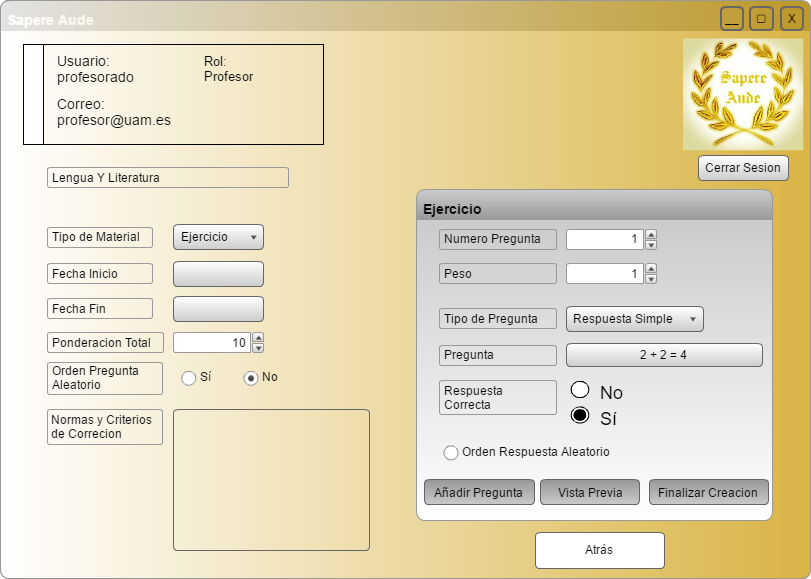 Sapere Aude
X
Usuario:
profesorado
Rol:
Profesor
Correo:
profesor@uam.es
Sapere
Aude
Cerrar Sesion
Lengua Y Literatura
Tipo de Material
Ejercicio
Fecha Inicio
Fecha Fin
Ponderacion Total
10
Orden Pregunta
Aleatorio
Sí
No
Normas y Criterios
de Correcion
Ejercicio
Numero Pregunta
1
Peso
1
Tipo de Pregunta
Respuesta Simple
Pregunta
2 + 2 = 4
Respuesta
Correcta
No
Sí
Orden Respuesta Aleatorio
Añadir Pregunta
Vista Previa
Finalizar Creacion
Atrás